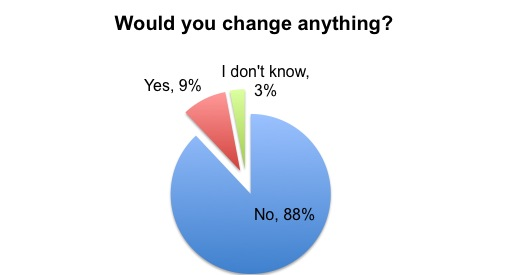 Would you change anything?
I don't know,
3%
Yes, 9%
No, 88%